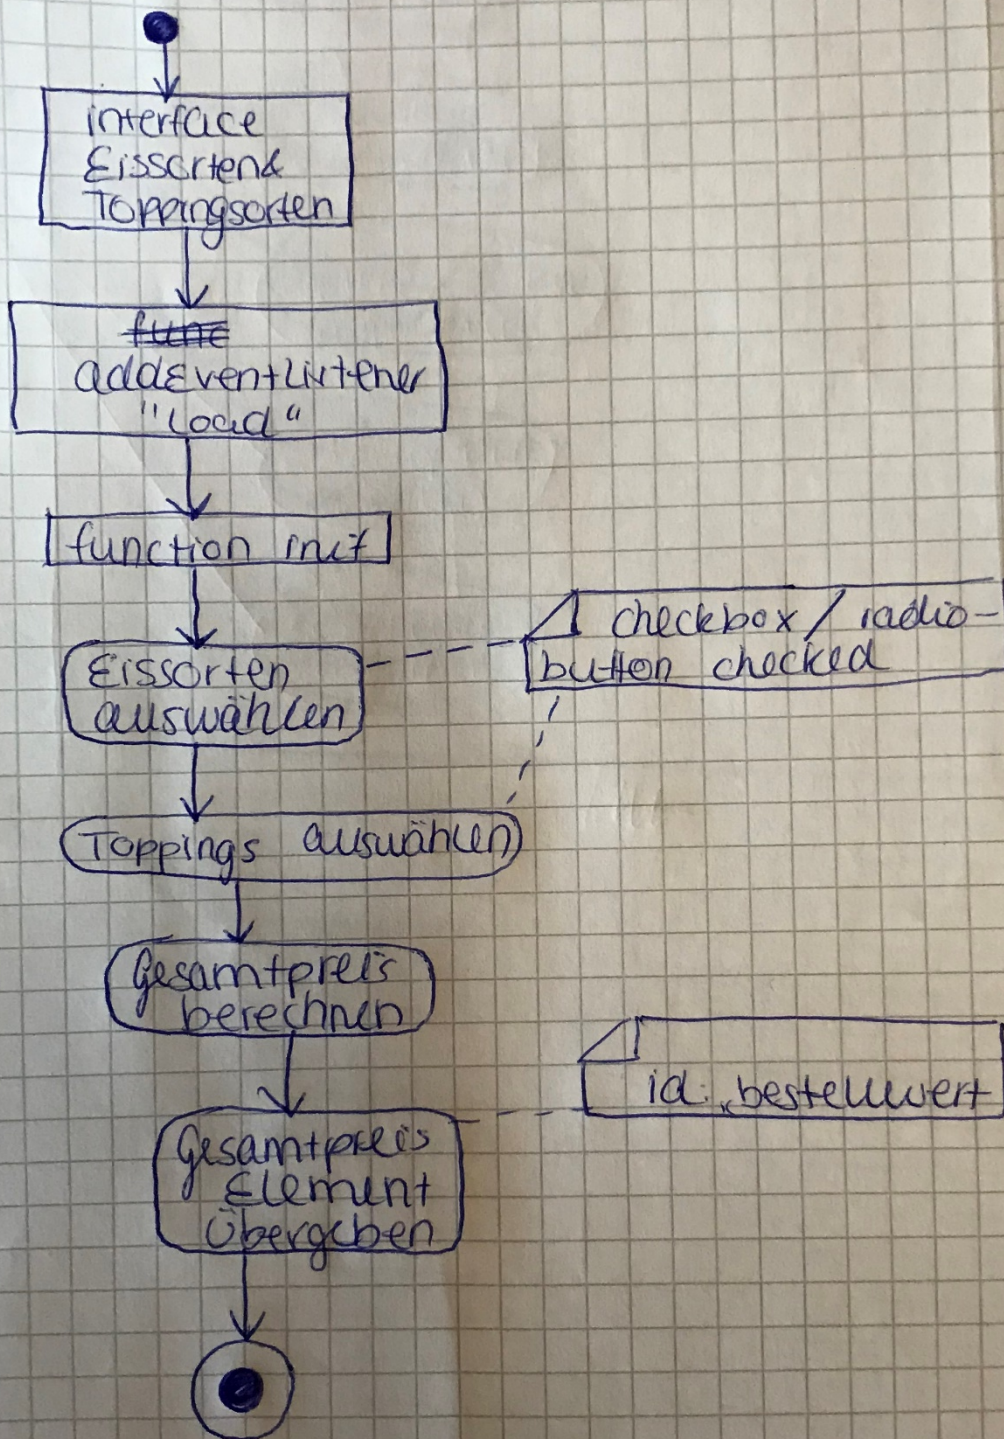 interface
Eissorten&
Toppingsorten
func
addEventListener
"load"
function init
Eissorten
auswählen
checkbox / radio-
button checked
Toppings auswählen
Gesamtpreis
berechnen
id: „bestellwert
Gesamtpreis
Element
Übergeben